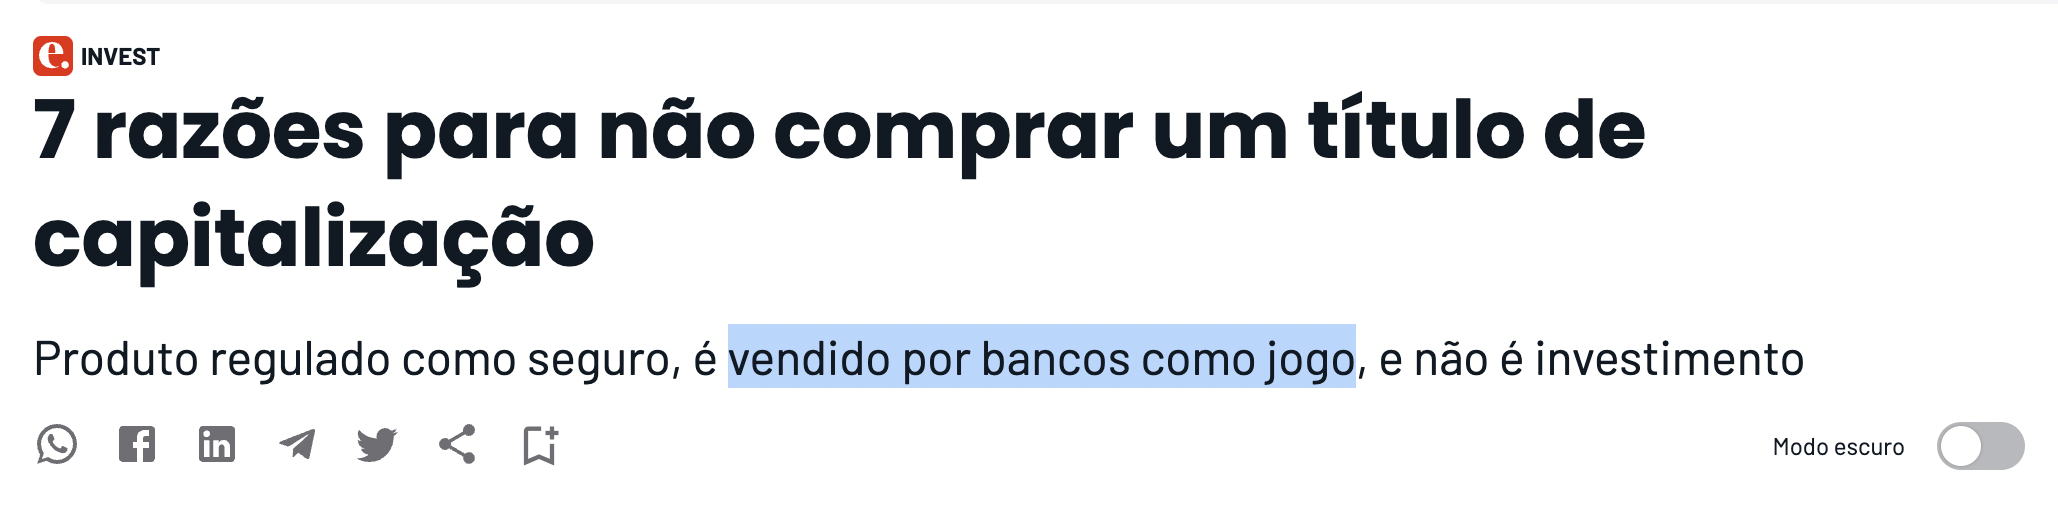 e. INVEST
7 razões para não comprar um título de
capitalização
Produto regulado como seguro, é vendido por bancos como jogo, e não é investimento
Modo escuro